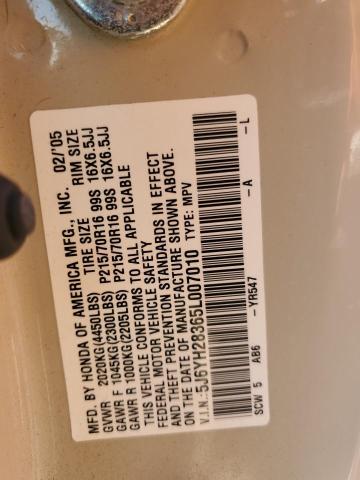 MFD. BY HONDA OF AMERICA MFG., INC. 02/'05
TIRE SIZE RIM SIZE
GVWR 2020KG(4450LBS) P215/70R16 99S 16X6.5JJ
GAWR F 1045KG(2300LBS) P215/70R16 99S 16X6.5JJ
GAWR R 1000KG(2205LBS) TO ALL APPLICABLE
THIS VEHICLE CONFORMS TO ALL APPLICABLE
FEDERAL MOTOR VEHICLE SAFETY
AND THEFT PREVENTION STANDARDS IN EFFECT
ON THE DATE OF MANUFACTURE SHOWN ABOVE.
V.I.N.: 5J6YH28365L007010 TYPE: MPV
SCW 5 AB6 -YR547 -A -L